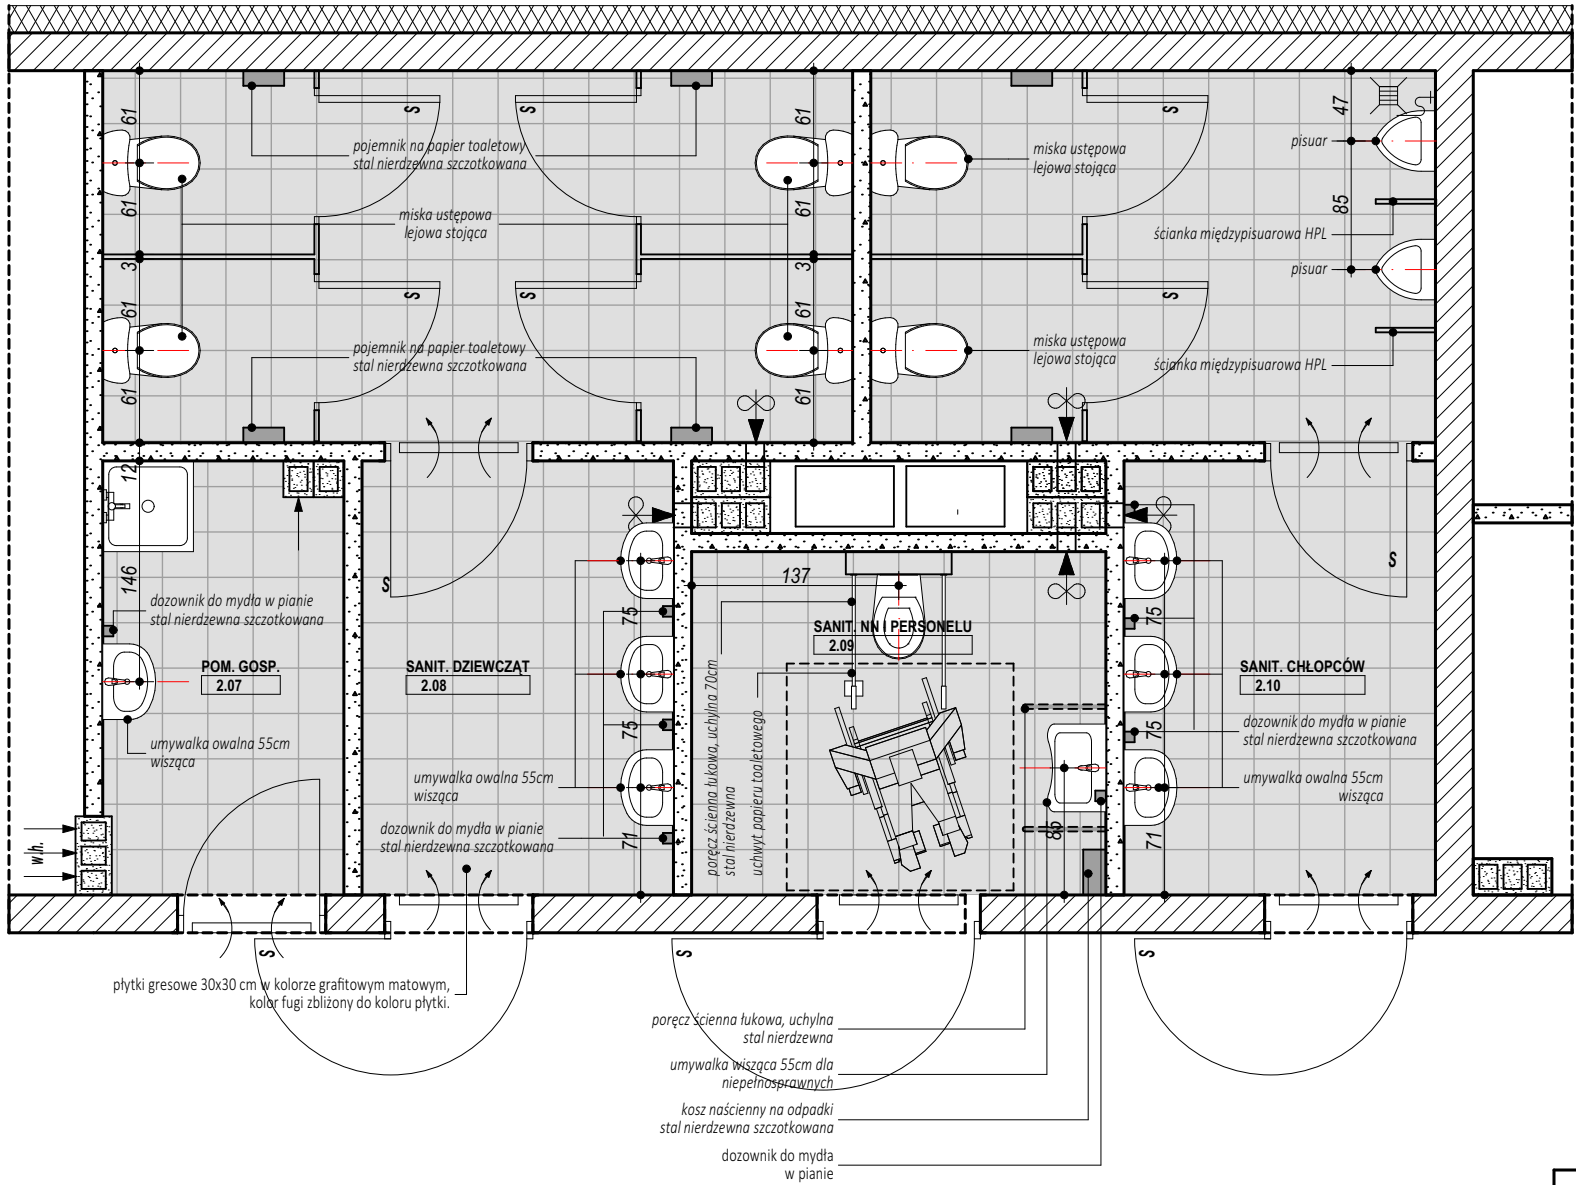 61
61
3
61
61
12
146
S
S
S
S
pojemnik na papier toaletowy
stal nierdzewna szczotkowana
miska ustępowa
lejowa stojąca
pojemnik na papier toaletowy
stal nierdzewna szczotkowana
61
61
3
61
61
S
S
miska ustępowa
lejowa stojąca
miska ustępowa
lejowa stojąca
47
85
pisuar
ścianka międzypisuarowa HPL
pisuar
ścianka międzypisuarowa HPL
dozownik do mydła w pianie
stal nierdzewna szczotkowana
POM. GOSP.
2.07
umywalka owalna 55cm
wisząca
w.h.
S
SANIT. DZIEWCZĄT
2.08
75
75
71
umywalka owalna 55cm
wisząca
dozownik do mydła w pianie
stal nierdzewna szczotkowana
137
SANIT. NN I PERSONELU
2.09
poręcz ścienna łukowa, uchylna 70cm
stal nierdzewna
uchwyt papieru toaletowego
85
75
75
71
S
SANIT. CHŁOPCÓW
2.10
dozownik do mydła w pianie
stal nierdzewna szczotkowana
umywalka owalna 55cm
wisząca
S
S
S
płytki gresowe 30x30 cm w kolorze grafitowym matowym,
kolor fugi zbliżony do koloru płytki.
poręcz ścienna łukowa, uchylna
stal nierdzewna
umywalka wisząca 55cm dla
niepełnosprawnych
kosz naścienny na odpadki
stal nierdzewna szczotkowana
dozownik do mydła
w pianie